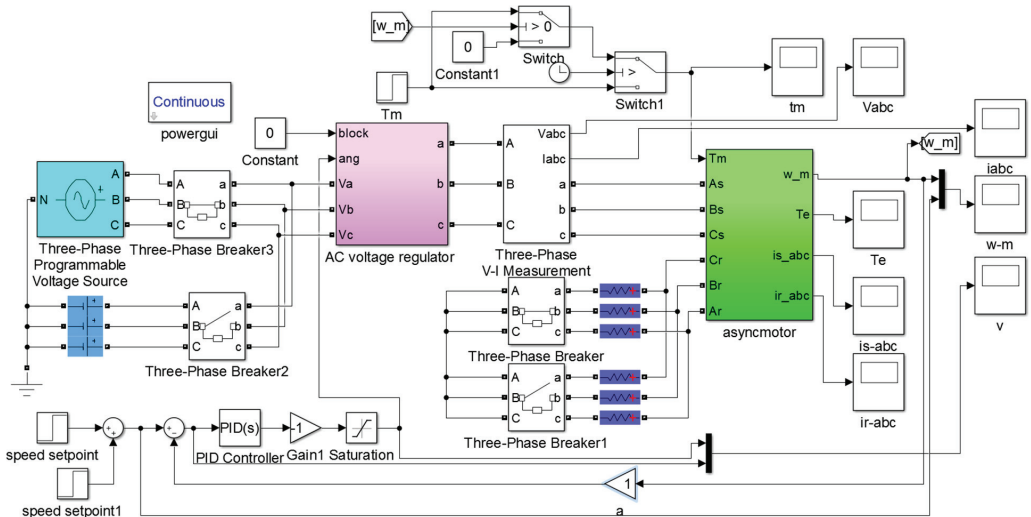 [w_m]
> 0
Switch
0
Constant1
>
Switch1
Tm
tm
Vabc
iabc
[w_m]
Continuous
powergui
0
Constant
block
ang
Va
Vb
Vc
a
b
c
AC voltage regulator
A
B
C
Vabc
Iabc
a
b
c
Three-Phase
V-I Measurement
Tm
As
Bs
Cs
Cr
Br
Ar
w_m
Te
is_abc
ir_abc
asyncmotor
w-m
Te
v
is-abc
ir-abc
N
A
B
C
+
Three-Phase
Programmable
Voltage Source
A
B
C
a
b
c
Three-Phase Breaker3
+
+
+
A
B
C
a
b
c
Three-Phase Breaker2
A
B
C
a
b
c
Three-Phase Breaker
A
B
C
a
b
c
Three-Phase Breaker1
speed setpoint
speed setpoint1
+
+
+
−
PID(s)
PID Controller
-1
Gain1
Saturation
1
a